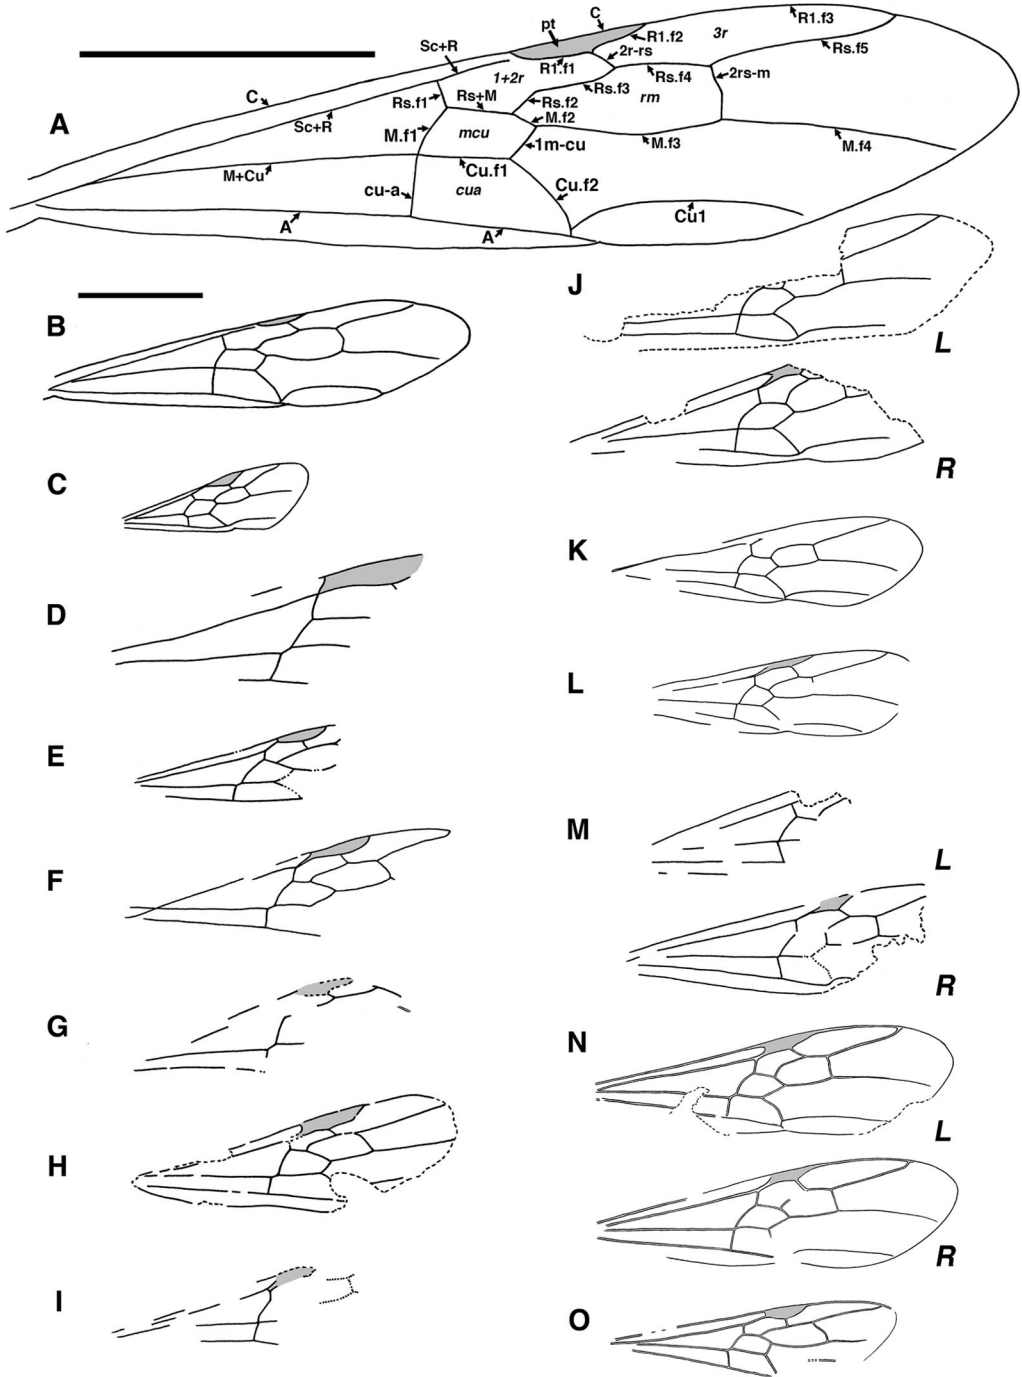 C
pt
R1.f3
R1.f2
3r
Sc+R
2r-rs
Rs.f5
R1.f1
Rs.f4
2rs-m
1+2r
Rs.f3
C
Rs.f1
Rs+M
Rs.f2
rm
A
Sc+R
M.f2
M.f1
mcu
1m-cu
M.f3
M.f4
M+Cu
Cu.f1
cu-a
cua
Cu.f2
Cu1
A
A
B
C
D
E
F
G
H
I
J
L
R
K
L
M
L
R
N
L
R
O